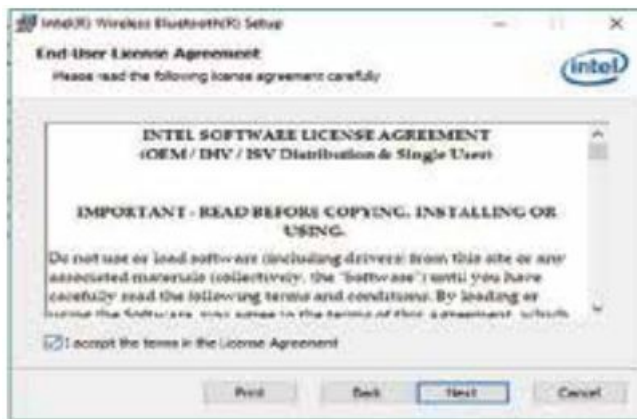 Intel(R) Wireless Bluetooth(R) Setup
End-User License Agreement
Please read the following license agreement carefully
intel
INTEL SOFTWARE LICENSE AGREEMENT
(OEM / IHV / ISV Distribution & Single User)
IMPORTANT - READ BEFORE COPYING, INSTALLING OR
USING.
Do not use or load software (including drivers) from this site or any
associated materials (collectively, the "Software") until you have
carefully read the following terms and conditions. By loading or
using the Software, you agree to the terms of this agreement, which
I accept the terms in the License Agreement
Print
Back
Next
Cancel